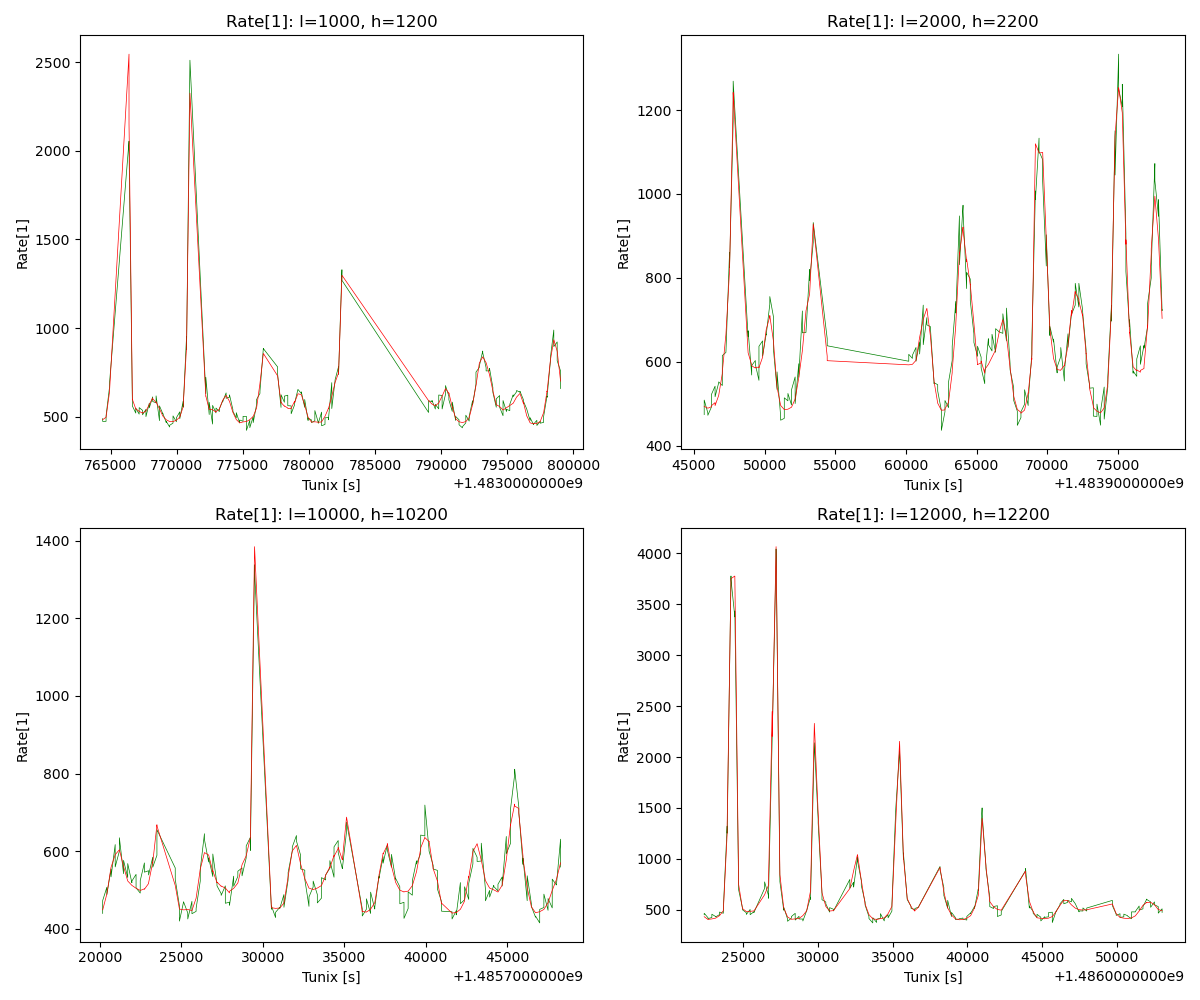 Rate[1]: l=1000, h=1200
Rate[1]
2500
2000
1500
1000
500
765000 770000 775000 780000 785000 790000 795000 800000
Tunix [s]
+1.4830000000e9
Rate[1]: l=2000, h=2200
Rate[1]
1200
1000
800
600
400
45000 50000 55000 60000 65000 70000 75000
Tunix [s]
+1.4839000000e9
Rate[1]: l=10000, h=10200
Rate[1]
1400
1200
1000
800
600
400
20000 25000 30000 35000 40000 45000
Tunix [s]
+1.4857000000e9
Rate[1]: l=12000, h=12200
Rate[1]
4000
3500
3000
2500
2000
1500
1000
500
25000 30000 35000 40000 45000 50000
Tunix [s]
+1.4860000000e9